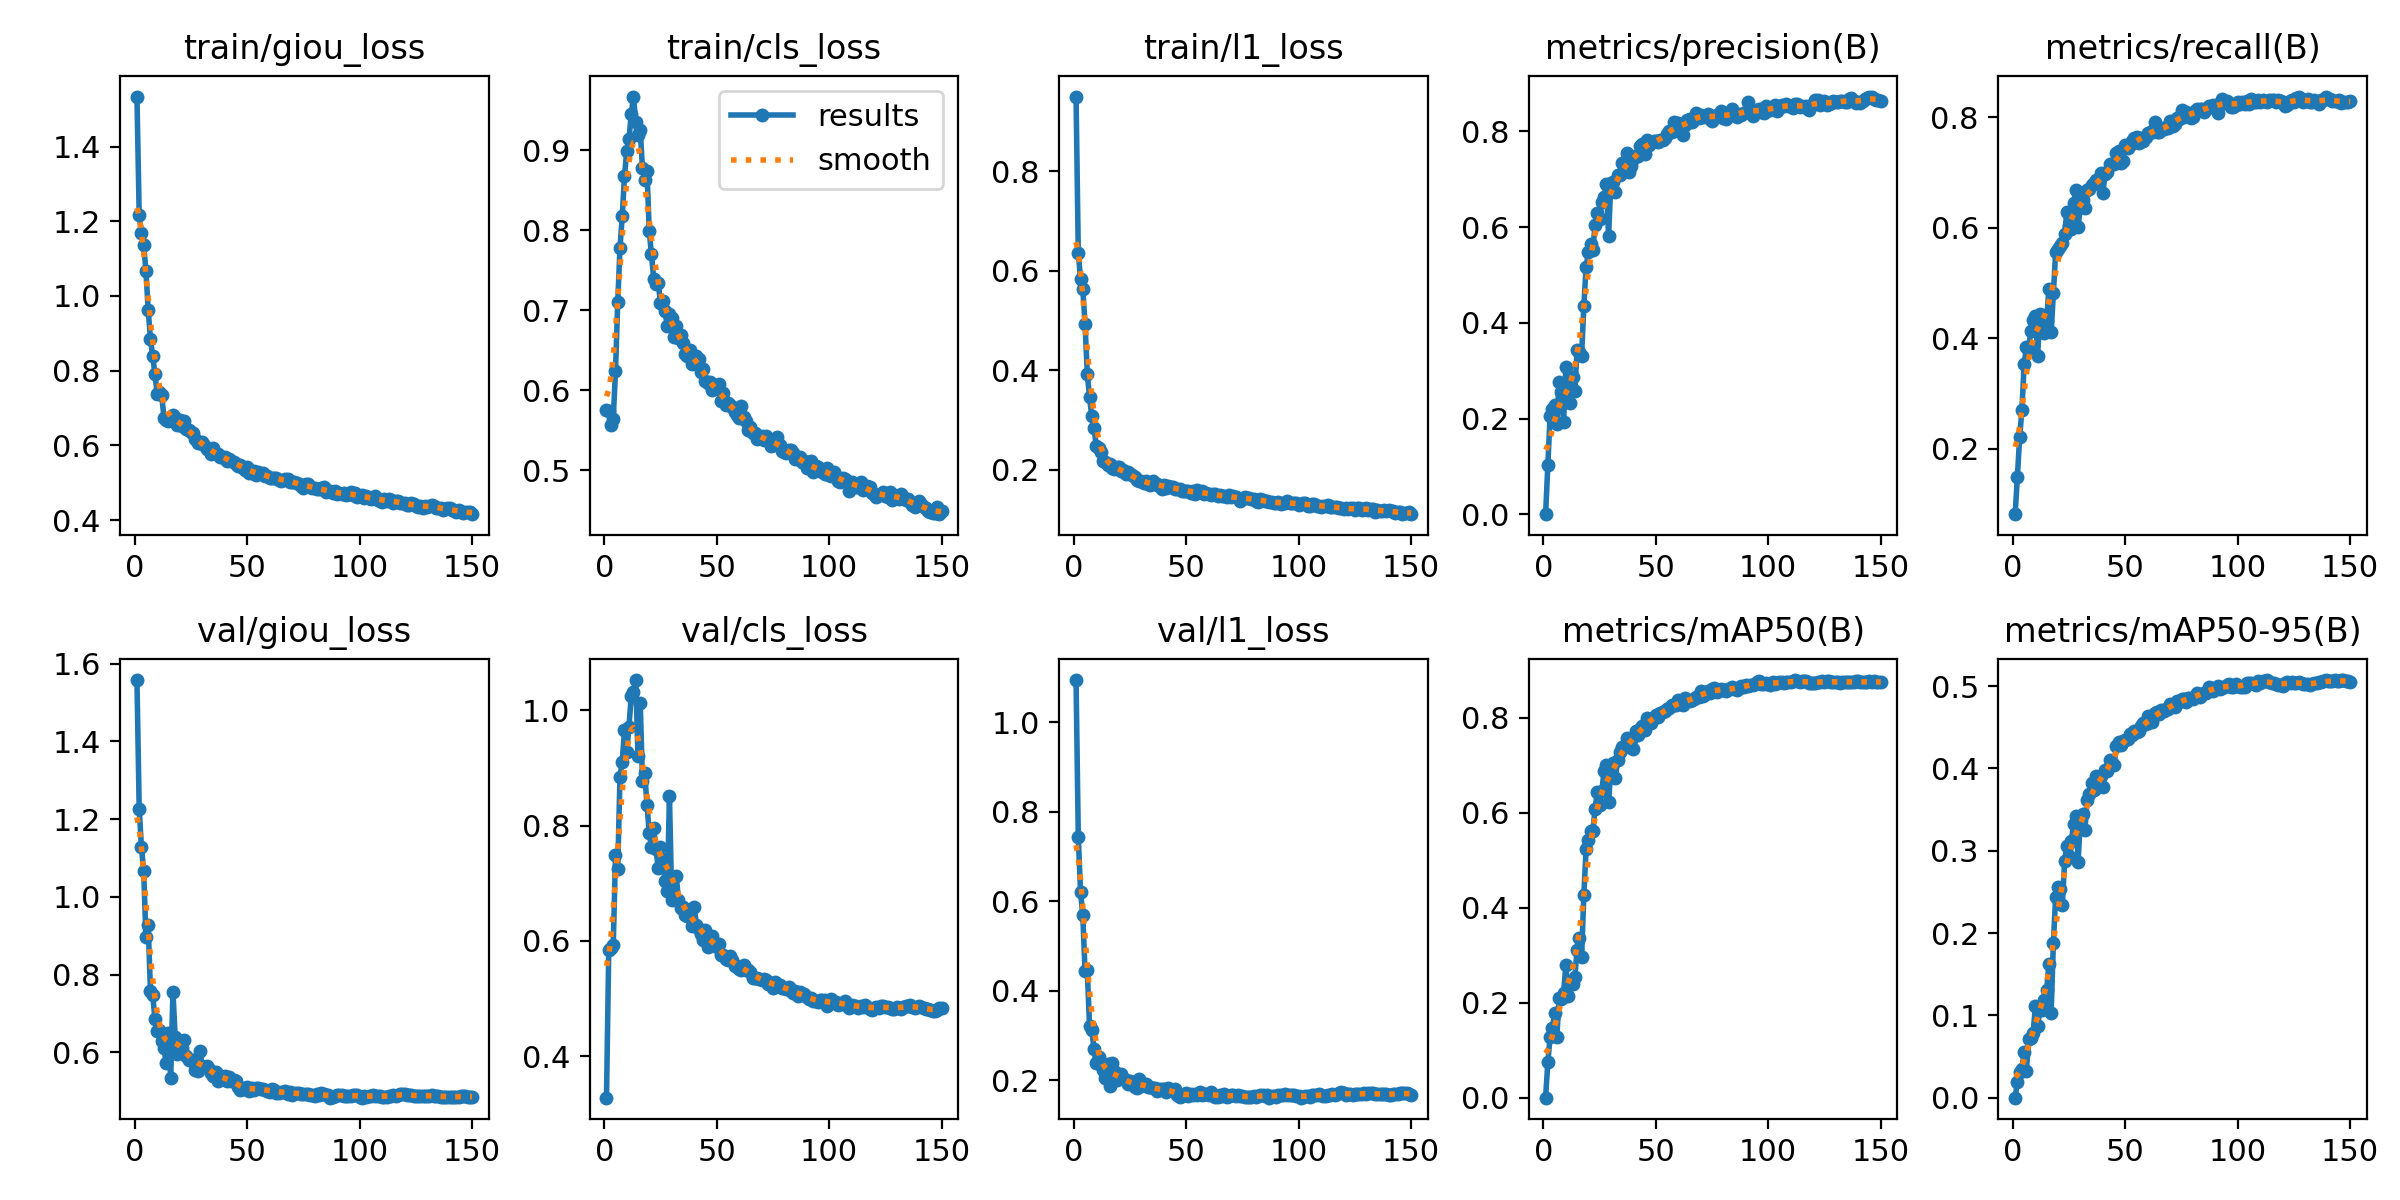 train/giou_loss
train/cls_loss
train/l1_loss
metrics/precision(B)
metrics/recall(B)
1.4
1.2
1.0
0.8
0.6
0.4
0 50 100 150
results
smooth
0.9
0.8
0.7
0.6
0.5
0 50 100 150
0.8
0.6
0.4
0.2
0 50 100 150
0.8
0.6
0.4
0.2
0.0
0 50 100 150
0.8
0.6
0.4
0.2
0 50 100 150
val/giou_loss
val/cls_loss
val/l1_loss
metrics/mAP50(B)
metrics/mAP50-95(B)
1.6
1.4
1.2
1.0
0.8
0.6
0 50 100 150
1.0
0.8
0.6
0.4
0 50 100 150
1.0
0.8
0.6
0.4
0.2
0 50 100 150
0.8
0.6
0.4
0.2
0.0
0 50 100 150
0.5
0.4
0.3
0.2
0.1
0.0
0 50 100 150